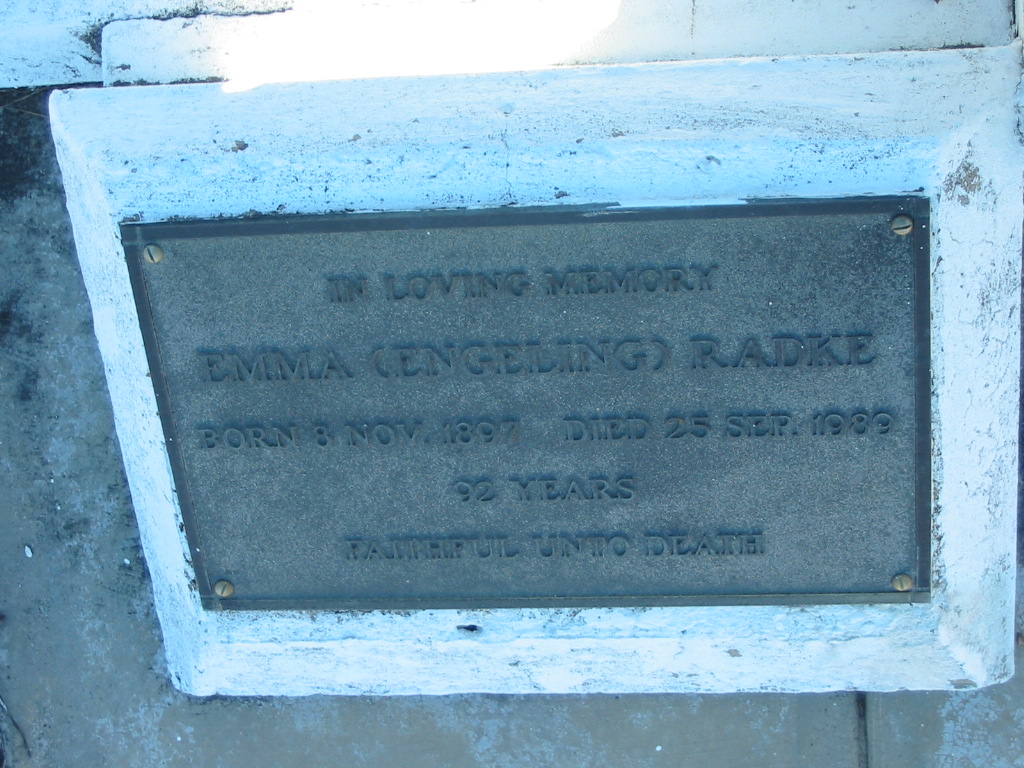 IN LOVING MEMORY
EMMA (ENGELING) RADKE
BORN 8 NOV. 1897 DIED 25 SEP. 1989
92 YEARS
FAITHFUL UNTO DEATH